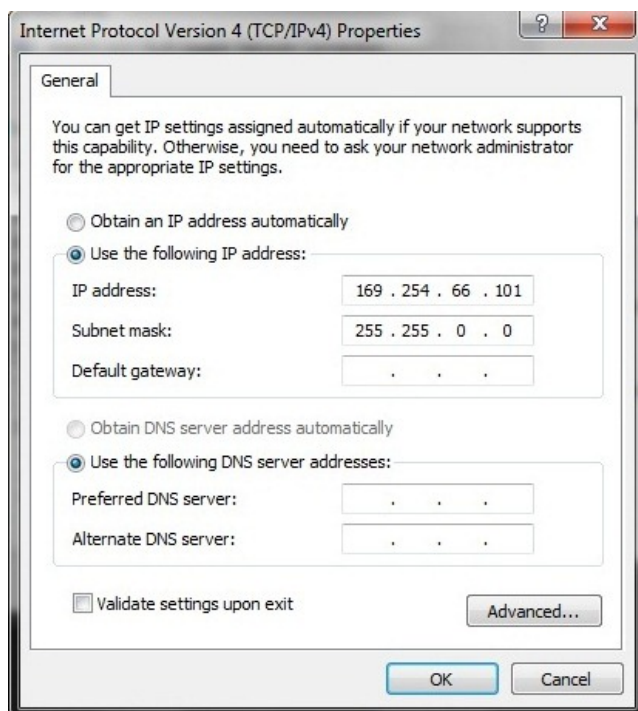 Internet Protocol Version 4 (TCP/IPv4) Properties
?
X
General
You can get IP settings assigned automatically if your network supports
this capability. Otherwise, you need to ask your network administrator
for the appropriate IP settings.
Obtain an IP address automatically
Use the following IP address:
IP address: 169 . 254 . 66 . 101
Subnet mask: 255 . 255 . 0 . 0
Default gateway: . . .
Obtain DNS server address automatically
Use the following DNS server addresses:
Preferred DNS server: . . .
Alternate DNS server: . . .
Validate settings upon exit
Advanced...
OK Cancel